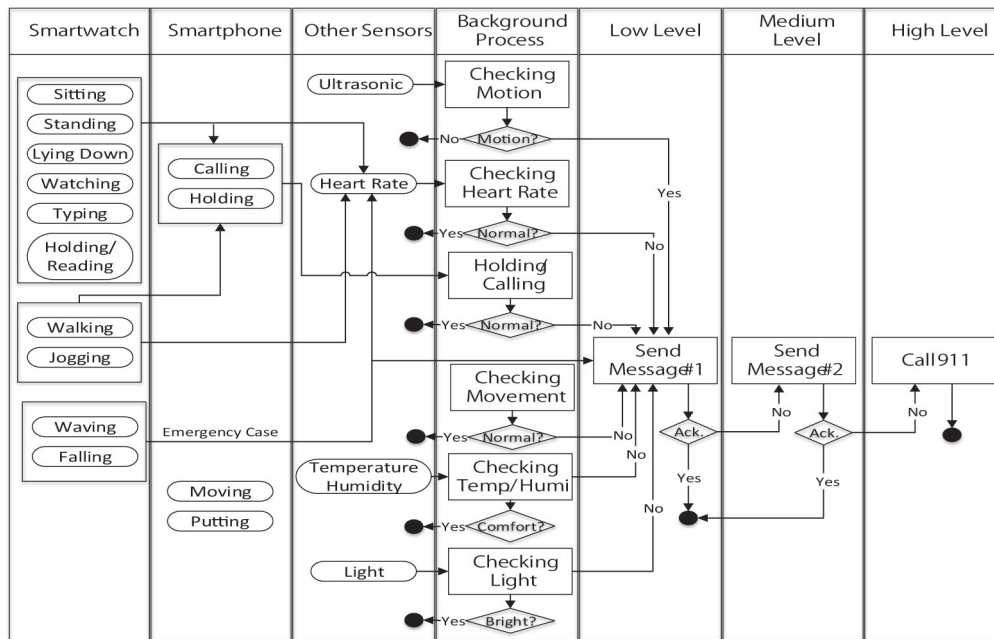 Smartwatch
Smartphone
Other Sensors
Background
Process
Low Level
Medium
Level
High Level
Sitting
Standing
Lying Down
Watching
Typing
Holding/
Reading
Walking
Jogging
Waving
Falling
Emergency Case
Calling
Holding
Moving
Putting
Ultrasonic
Heart Rate
Temperature
Humidity
Light
Checking
Motion
No
Motion?
Yes
Checking
Heart Rate
Yes
Normal?
No
Holding/
Calling
Yes
Normal?
No
Checking
Movement
Yes
Normal?
No
Checking
Temp/Humi
No
Yes
Comfort?
Checking
Light
No
Yes
Bright?
Send
Message#1
Ack.
No
Yes
Send
Message#2
Ack.
No
Yes
Call 911